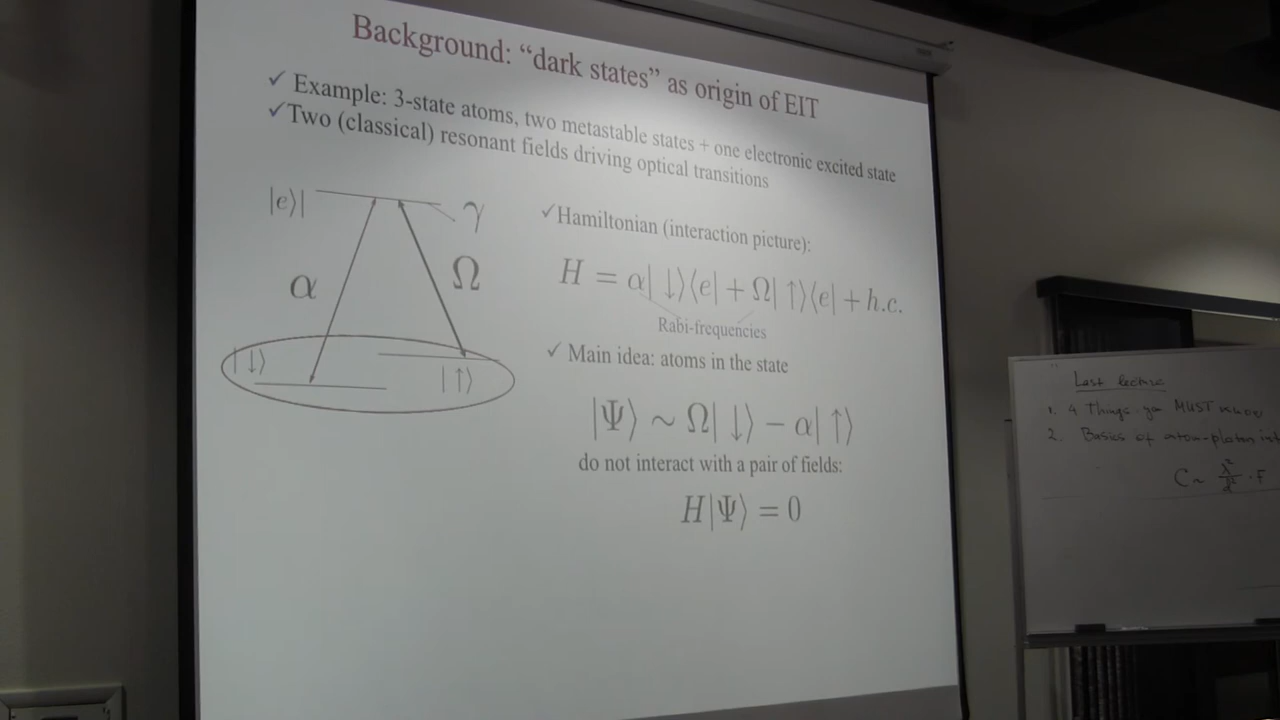 Background: “dark states” as origin of EIT
✓ Example: 3-state atoms, two metastable states + one electronic excited state
✓ Two (classical) resonant fields driving optical transitions
|e⟩|
γ
α
Ω
|↓⟩
|↑⟩
✓ Hamiltonian (interaction picture):
H = α|↓⟩⟨e| + Ω|↑⟩⟨e| + h.c.
Rabi-frequencies
✓ Main idea: atoms in the state
|Ψ⟩ ~ Ω|↓⟩ − α|↑⟩
do not interact with a pair of fields:
H|Ψ⟩ = 0
Last lecture
1. 4 Things you MUST know
2. Basics of atom-photon int